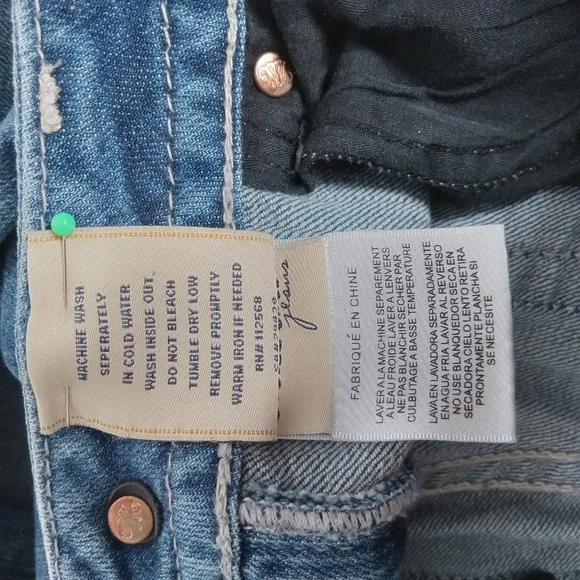 MACHINE WASH
SEPERATELY
IN COLD WATER
WASH INSIDE OUT.
DO NOT BLEACH
TUMBLE DRY LOW
REMOVE PROMPTLY
WARM IRON IF NEEDED
RN# 112568
jeans
FABRIQUÉ EN CHINE
LAVER A LA MACHINE SEPAREMENT
A LEAU FROIDE LAVER A LENVERS
NE PAS BLANCHIR SECHER PAR
CULBUTAGE A BASSE TEMPERATURE
LAVA EN LAVADORA SEPARADAMENTE
EN AGUA FRIA LAVAR AL REVERSO
NO USE BLANQUEDOR SECA EN
SECADORA CIELO LENTO RETIRA
PRONTAMENTE PLANCHA SI
SE NECESITE